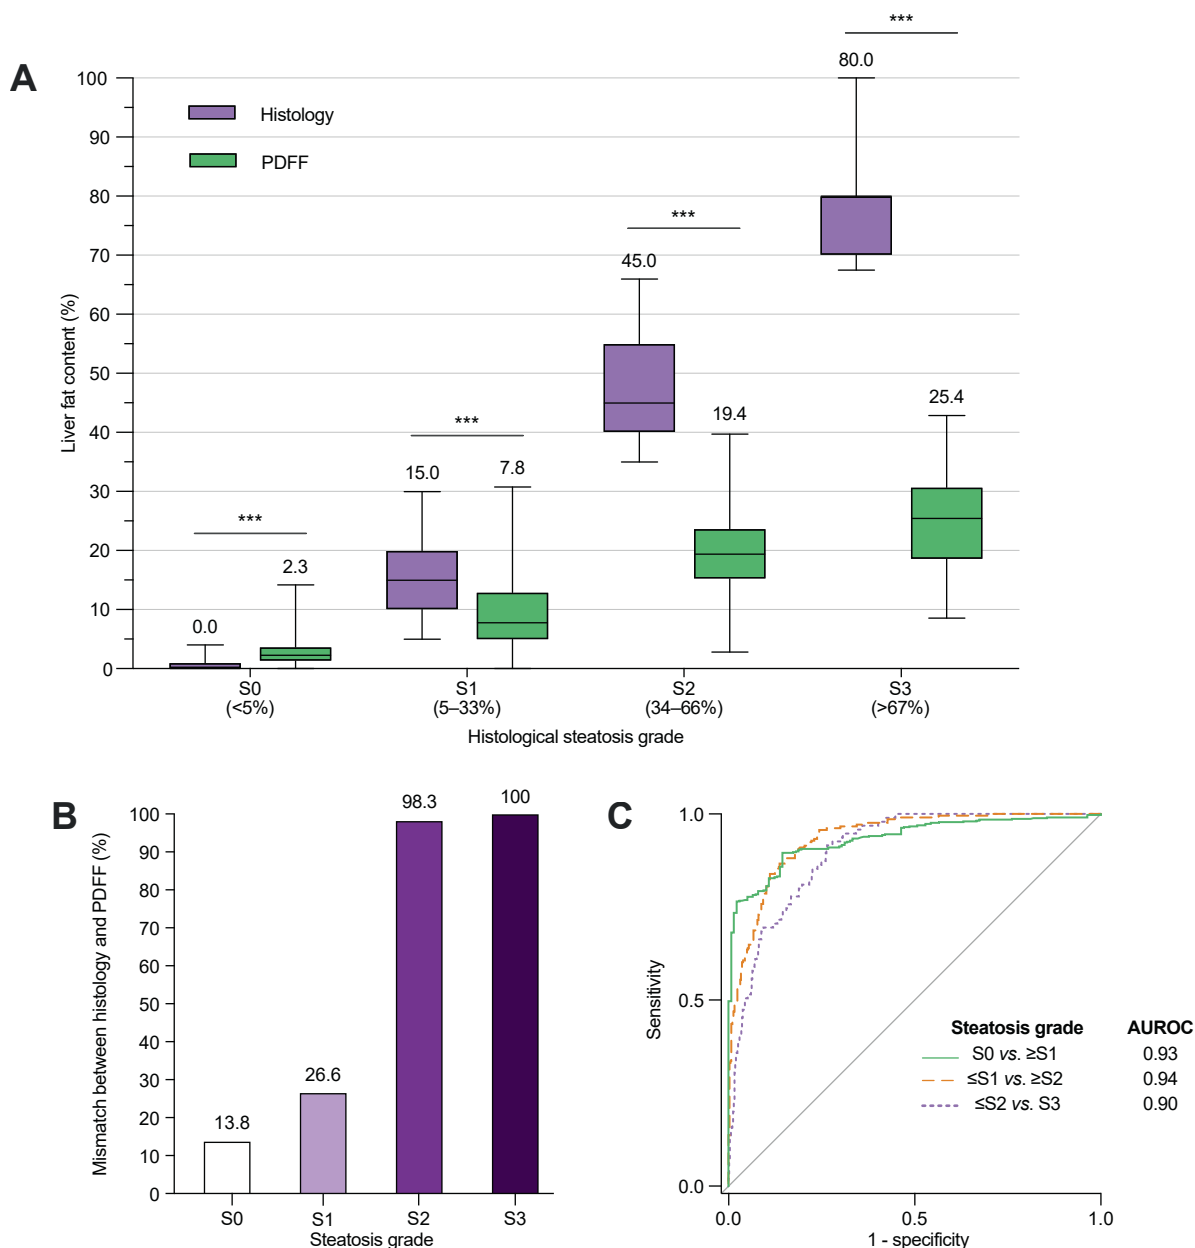 A
***
80.0
100
90
80
70
60
50
40
30
20
10
0
Liver fat content (%)
Histology
PDFF
***
45.0
25.4
19.4
***
15.0
7.8
***
2.3
0.0
S0
(<5%)
S1
(5–33%)
S2
(34–66%)
S3
(>67%)
Histological steatosis grade
B
100
90
80
70
60
50
40
30
20
10
0
Mismatch between histology and PDFF (%)
13.8
26.6
98.3
100
S0
S1
S2
S3
Steatosis grade
C
1.0
0.5
0.0
Sensitivity
Steatosis grade AUROC
S0 vs. ≥S1 0.93
≤S1 vs. ≥S2 0.94
≤S2 vs. S3 0.90
0.0
0.5
1.0
1 - specificity